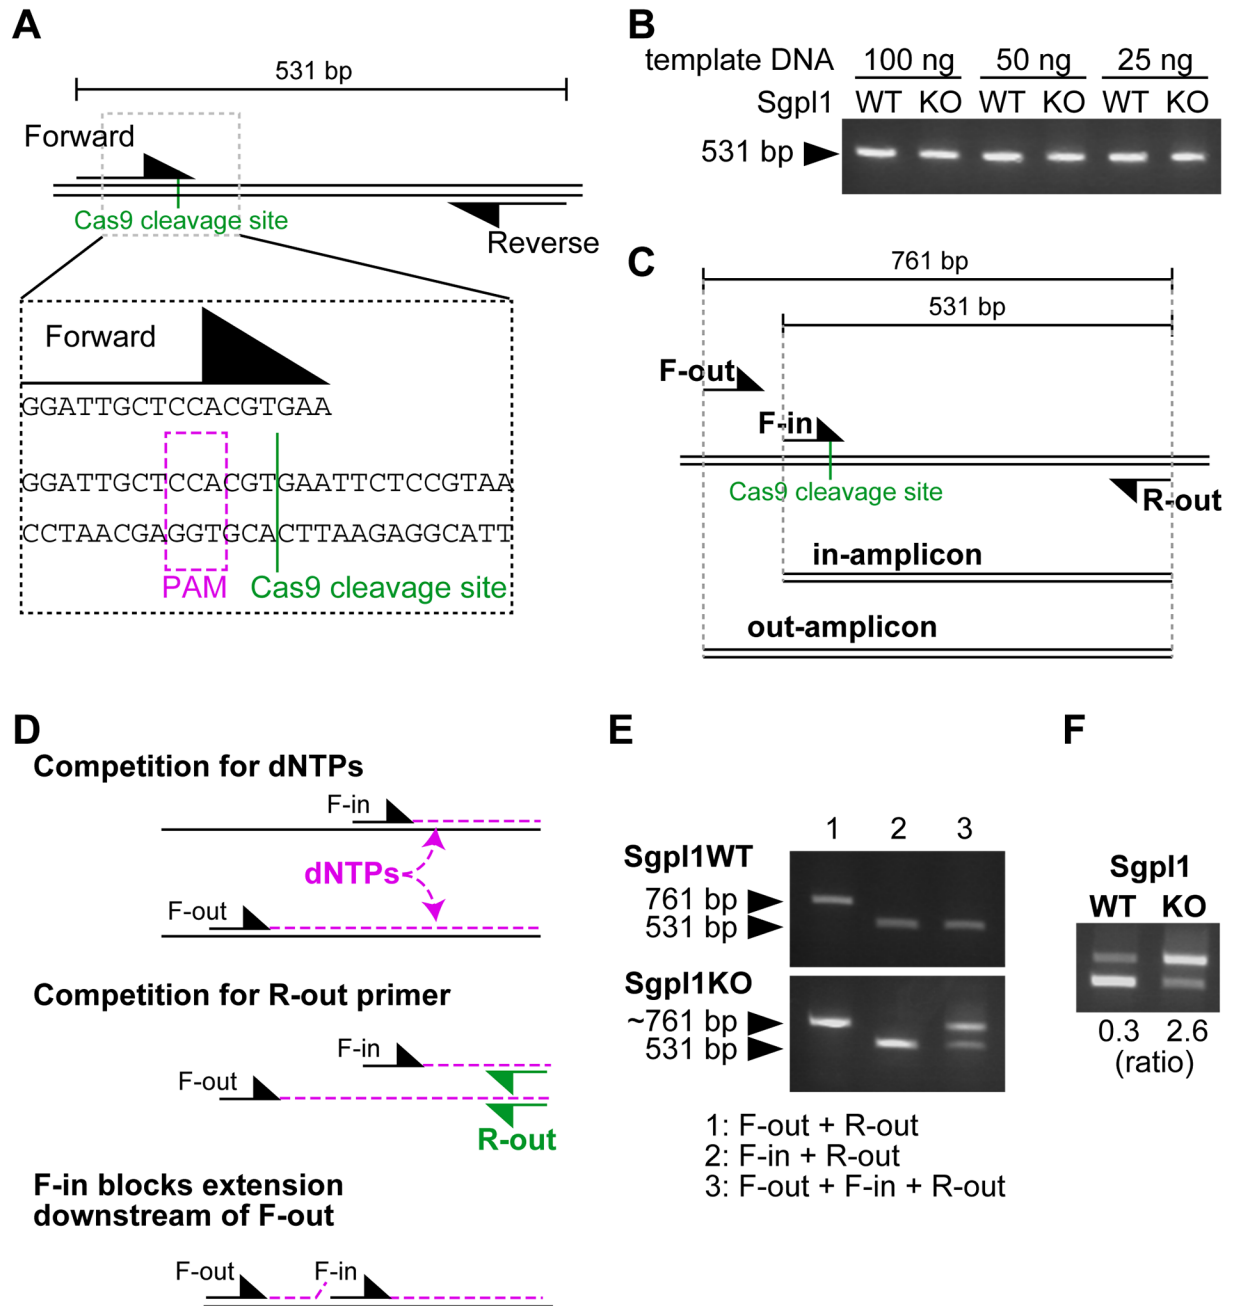 A
531 bp
Forward
Cas9 cleavage site
Reverse
Forward
GGATTGCTCCACGTGAA
GGATTGCTCCACGTGAATTCTCCGTAA
CCTAACGAGGTGCACTTAAGAGGCATT
PAM
Cas9 cleavage site
B
template DNA 100 ng 50 ng 25 ng
Sgpl1 WT KO WT KO WT KO
531 bp
C
761 bp
531 bp
F-out
F-in
Cas9 cleavage site
R-out
in-amplicon
out-amplicon
D
Competition for dNTPs
F-in
dNTPs
F-out
Competition for R-out primer
F-in
F-out
R-out
F-in blocks extension
downstream of F-out
F-out F-in
E
1 2 3
Sgpl1WT
761 bp
531 bp
Sgpl1KO
~761 bp
531 bp
1: F-out + R-out
2: F-in + R-out
3: F-out + F-in + R-out
F
Sgpl1
WT KO
0.3 2.6
(ratio)